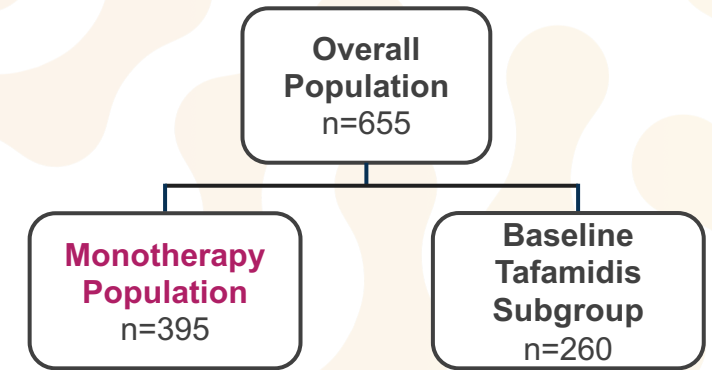 Overall
Population
n=655
Monotherapy
Population
n=395
Baseline
Tafamidis
Subgroup
n=260